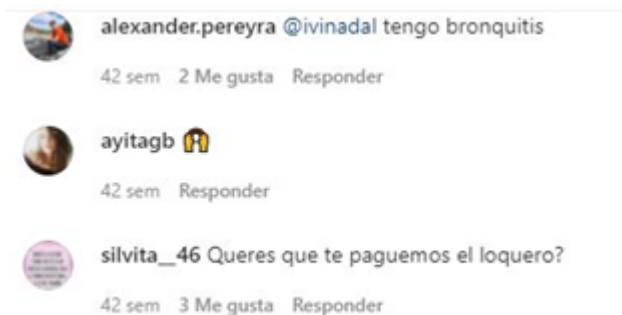 alexander.pereyra @ivinadal tengo bronquitis
42 sem 2 Me gusta Responder
ayitagb 🙌
42 sem Responder
silvita__46 Queres que te paguemos el loquero?
42 sem 3 Me gusta Responder